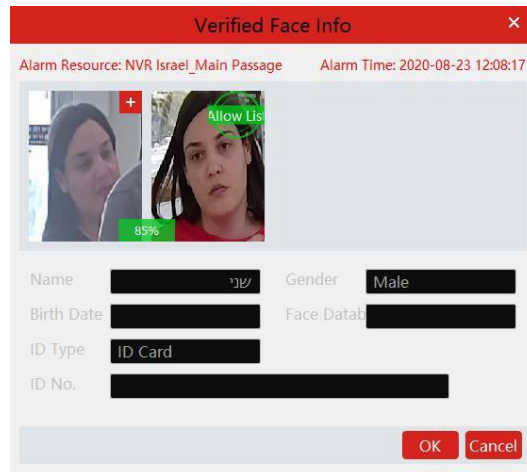 Verified Face Info ×
Alarm Resource: NVR Israel_Main Passage Alarm Time: 2020-08-23 12:08:17
+
Allow Lis
85%
Name שני Gender Male
Birth Date Face Datab
ID Type ID Card
ID No.
OK Cancel